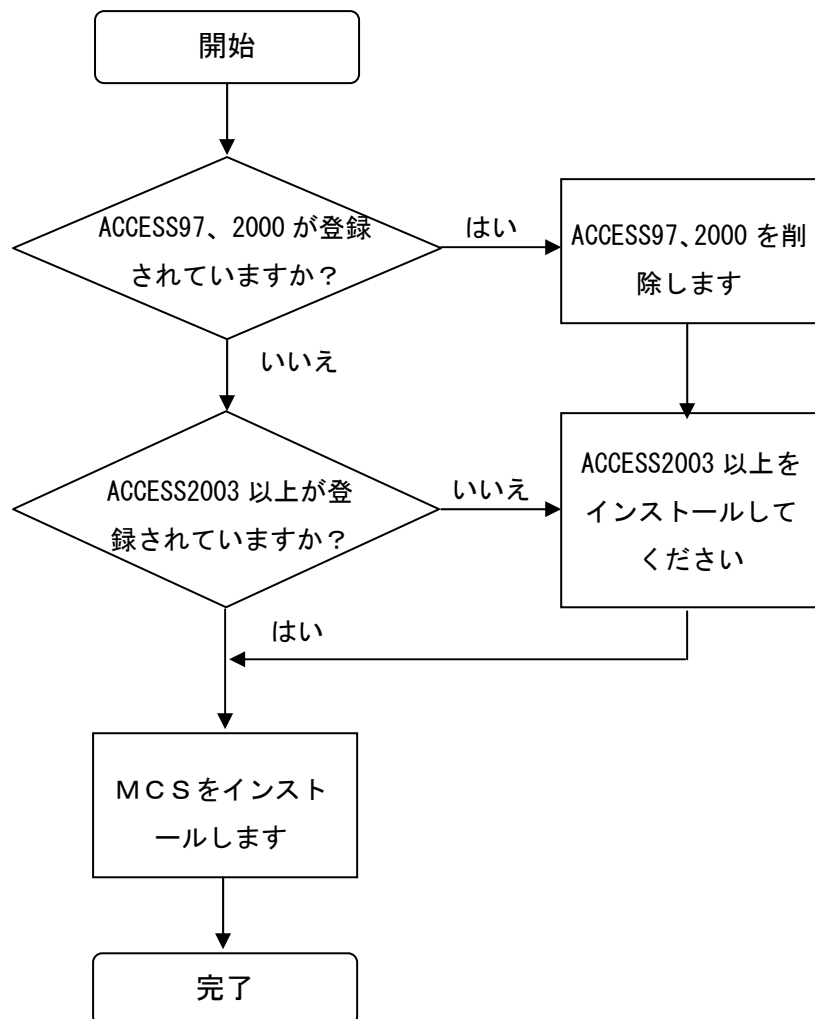 開始
ACCESS97、2000 が登録
されていますか？
はい
ACCESS97、2000 を削
除します
いいえ
ACCESS2003 以上が登
録されていますか？
いいえ
ACCESS2003 以上を
インストールして
ください
はい
ＭＣＳをインスト
ールします
完了